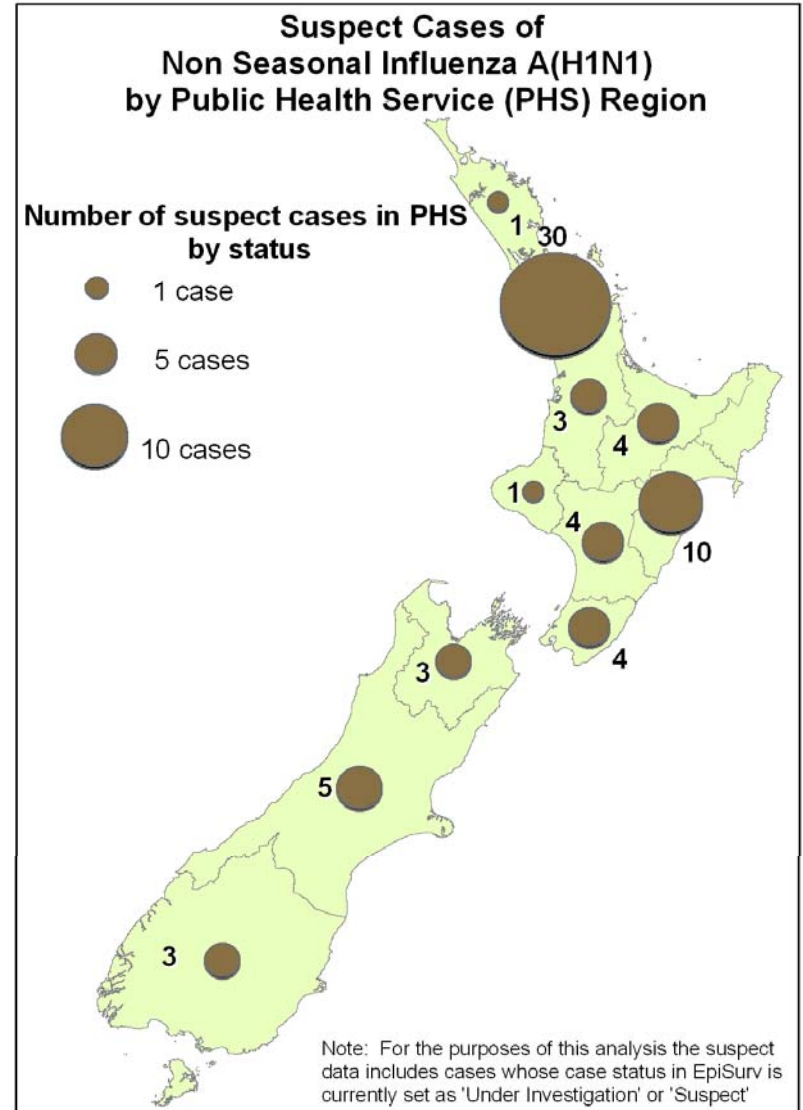 Suspect Cases of
Non Seasonal Influenza A(H1N1)
by Public Health Service (PHS) Region
Number of suspect cases in PHS
by status
1 case
5 cases
10 cases
1
30
3
4
1
4
10
4
3
5
3
Note: For the purposes of this analysis the suspect
data includes cases whose case status in EpiSurv is
currently set as 'Under Investigation' or 'Suspect'